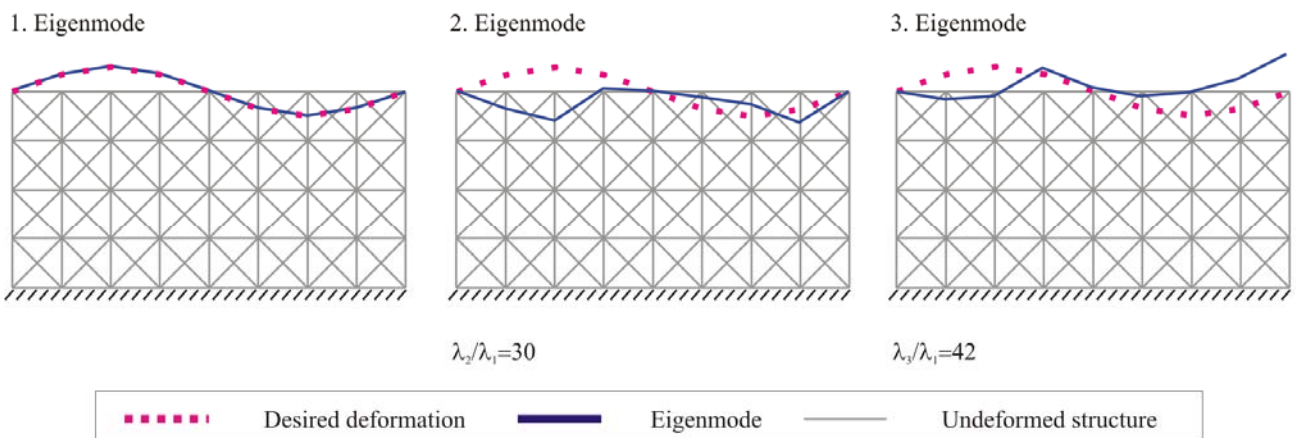 1. Eigenmode
2. Eigenmode
3. Eigenmode
λ₂/λ₁=30
λ₃/λ₁=42
Desired deformation
Eigenmode
Undeformed structure